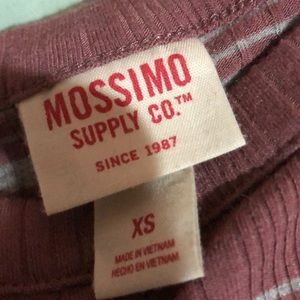 MOSSIMO
SUPPLY CO.™
SINCE 1987
XS
MADE IN VIETNAM
HECHO EN VIETNAM